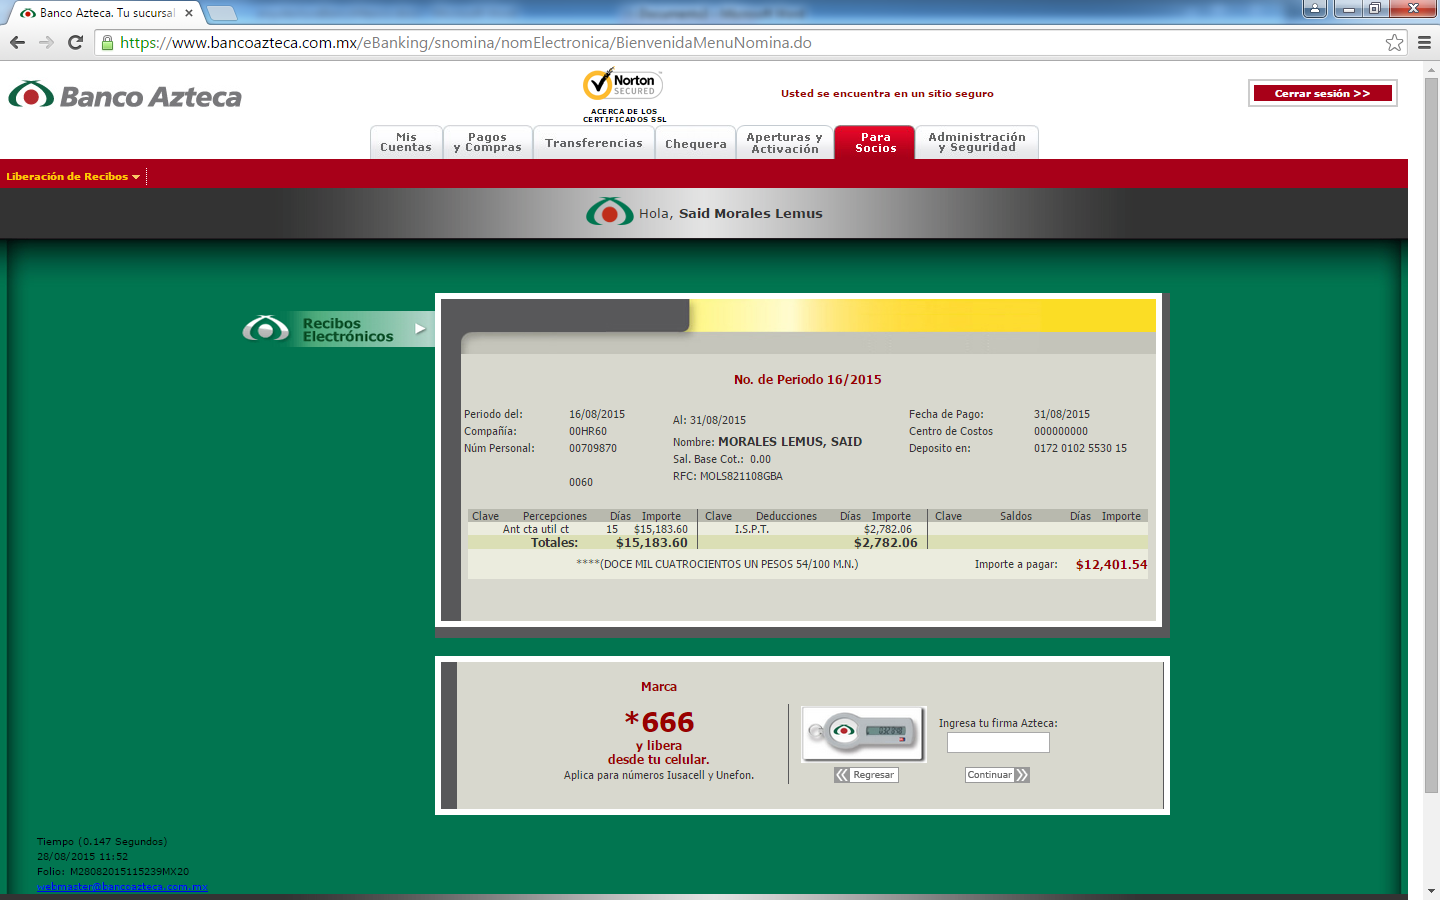 Banco Azteca. Tu sucursal
https://www.bancoazteca.com.mx/eBanking/snomina/nomElectronica/BienvenidaMenuNomina.do
Banco Azteca
Norton
SECURED
ACERCA DE LOS
CERTIFICADOS SSL
Usted se encuentra en un sitio seguro
Cerrar sesión >>
Mis Cuentas
Pagos y Compras
Transferencias
Chequera
Aperturas y Activación
Para Socios
Administración y Seguridad
Liberación de Recibos
Hola, Said Morales Lemus
Recibos
Electrónicos
No. de Periodo 16/2015
Periodo del: 16/08/2015 Al: 31/08/2015 Fecha de Pago: 31/08/2015
Compañía: 00HR60 Nombre: MORALES LEMUS, SAID Centro de Costos 000000000
Núm Personal: 00709870 Sal. Base Cot.: 0.00 Deposito en: 0172 0102 5530 15
RFC: MOLS821108GBA
0060
Clave Percepciones Días Importe Clave Deducciones Días Importe Clave Saldos Días Importe
Ant cta util ct 15 $15,183.60 I.S.P.T. $2,782.06
Totales: $15,183.60 $2,782.06
****(DOCE MIL CUATROCIENTOS UN PESOS 54/100 M.N.) Importe a pagar: $12,401.54
Marca
*666
y libera
desde tu celular.
Aplica para números Iusacell y Unefon.
Ingresa tu firma Azteca:
Regresar
Continuar
Tiempo (0.147 Segundos)
28/08/2015 11:52
Folio: M28082015115239MX20
webmaster@bancoazteca.com.mx